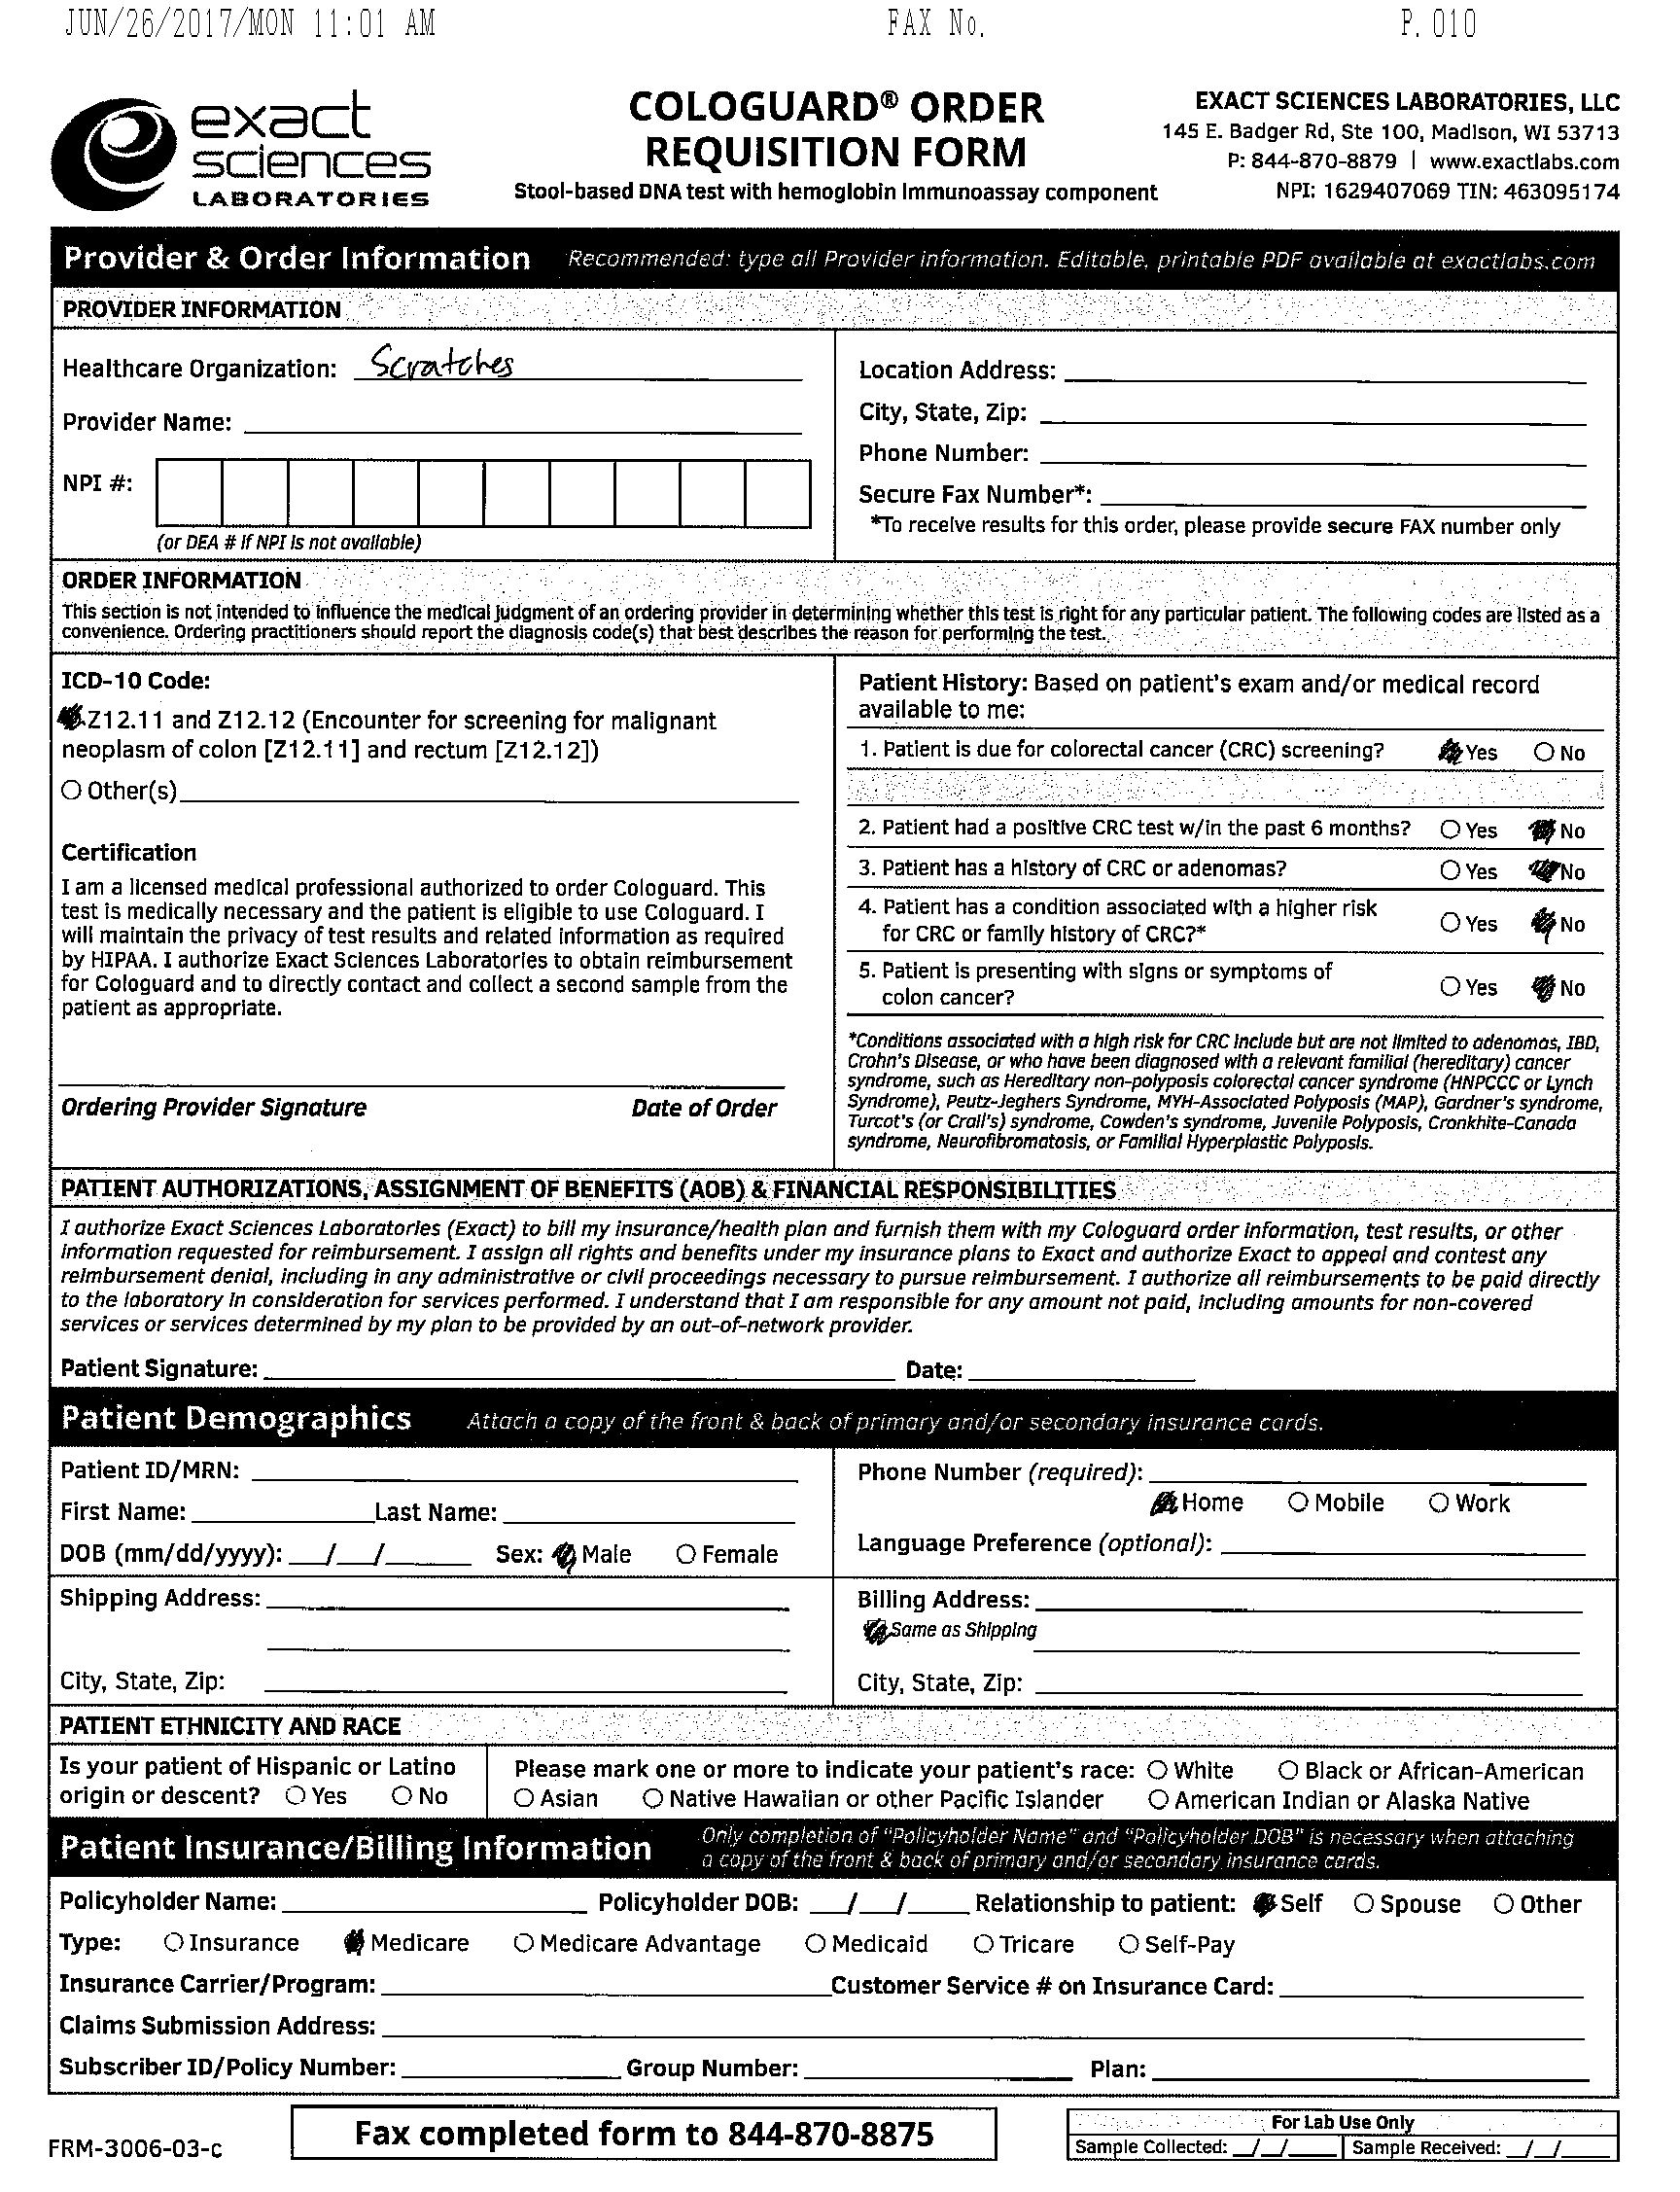 JUN/26/2017/MON 11:01 AM FAX No. P. 010
exact
sciences
LABORATORIES
COLOGUARD® ORDER
REQUISITION FORM
Stool-based DNA test with hemoglobin Immunoassay component
EXACT SCIENCES LABORATORIES, LLC
145 E. Badger Rd, Ste 100, Madison, WI 53713
P: 844-870-8879 | www.exactlabs.com
NPI: 1629407069 TIN: 463095174
Provider & Order Information Recommended: type all Provider information. Editable, printable PDF available at exactlabs.com
PROVIDER INFORMATION
Healthcare Organization: Scratches
Provider Name:
NPI #:
(or DEA # if NPI is not available)
Location Address:
City, State, Zip:
Phone Number:
Secure Fax Number*:
*To receive results for this order, please provide secure FAX number only
ORDER INFORMATION
This section is not intended to influence the medical judgment of an ordering provider in determining whether this test is right for any particular patient. The following codes are listed as a
convenience. Ordering practitioners should report the diagnosis code(s) that best describes the reason for performing the test.
ICD-10 Code:
Z12.11 and Z12.12 (Encounter for screening for malignant
neoplasm of colon [Z12.11] and rectum [Z12.12])
Other(s)
Certification
I am a licensed medical professional authorized to order Cologuard. This
test is medically necessary and the patient is eligible to use Cologuard. I
will maintain the privacy of test results and related information as required
by HIPAA. I authorize Exact Sciences Laboratories to obtain reimbursement
for Cologuard and to directly contact and collect a second sample from the
patient as appropriate.
Ordering Provider Signature Date of Order
Patient History: Based on patient's exam and/or medical record
available to me:
1. Patient is due for colorectal cancer (CRC) screening? Yes No
2. Patient had a positive CRC test w/in the past 6 months? Yes No
3. Patient has a history of CRC or adenomas? Yes No
4. Patient has a condition associated with a higher risk
for CRC or family history of CRC?* Yes No
5. Patient is presenting with signs or symptoms of
colon cancer? Yes No
*Conditions associated with a high risk for CRC include but are not limited to adenomas, IBD,
Crohn's Disease, or who have been diagnosed with a relevant familial (hereditary) cancer
syndrome, such as Hereditary non-polyposis colorectal cancer syndrome (HNPCCC or Lynch
Syndrome), Peutz-Jeghers Syndrome, MYH-Associated Polyposis (MAP), Gardner's syndrome,
Turcot's (or Crail's) syndrome, Cowden's syndrome, Juvenile Polyposis, Cronkhite-Canada
syndrome, Neurofibromatosis, or Familial Hyperplastic Polyposis.
PATIENT AUTHORIZATIONS, ASSIGNMENT OF BENEFITS (AOB) & FINANCIAL RESPONSIBILITIES
I authorize Exact Sciences Laboratories (Exact) to bill my insurance/health plan and furnish them with my Cologuard order information, test results, or other
information requested for reimbursement. I assign all rights and benefits under my insurance plans to Exact and authorize Exact to appeal and contest any
reimbursement denial, including in any administrative or civil proceedings necessary to pursue reimbursement. I authorize all reimbursements to be paid directly
to the laboratory in consideration for services performed. I understand that I am responsible for any amount not paid, including amounts for non-covered
services or services determined by my plan to be provided by an out-of-network provider.
Patient Signature: Date:
Patient Demographics Attach a copy of the front & back of primary and/or secondary insurance cards.
Patient ID/MRN:
First Name: Last Name:
DOB (mm/dd/yyyy): / / Sex: Male Female
Phone Number (required):
Home Mobile Work
Language Preference (optional):
Shipping Address:
City, State, Zip:
Billing Address:
Same as Shipping
City, State, Zip:
PATIENT ETHNICITY AND RACE
Is your patient of Hispanic or Latino
origin or descent? Yes No
Please mark one or more to indicate your patient's race: White Black or African-American
Asian Native Hawaiian or other Pacific Islander American Indian or Alaska Native
Patient Insurance/Billing Information Only completion of "Policyholder Name" and "Policyholder DOB" is necessary when attaching
a copy of the front & back of primary and/or secondary insurance cards.
Policyholder Name: Policyholder DOB: / / Relationship to patient: Self Spouse Other
Type: Insurance Medicare Medicare Advantage Medicaid Tricare Self-Pay
Insurance Carrier/Program: Customer Service # on Insurance Card:
Claims Submission Address:
Subscriber ID/Policy Number: Group Number: Plan:
FRM-3006-03-c
Fax completed form to 844-870-8875
For Lab Use Only
Sample Collected: / / Sample Received: / /